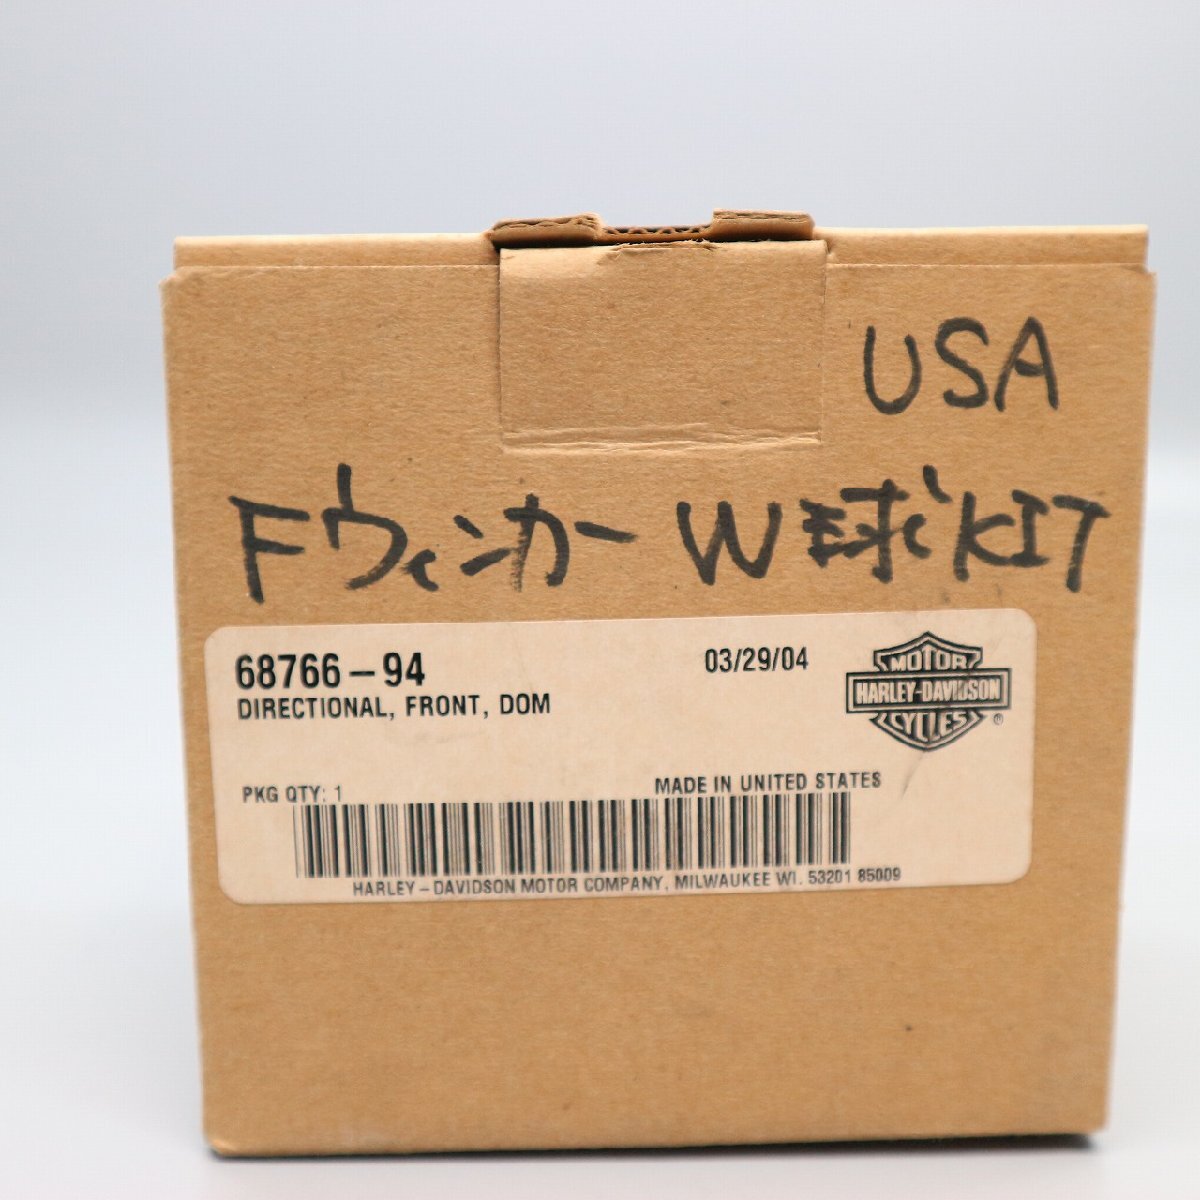 USA
Fウィンカー W球KIT
68766-94
03/29/04
DIRECTIONAL, FRONT, DOM
MOTOR
HARLEY-DAVIDSON
CYCLES
®
PKG QTY: 1
MADE IN UNITED STATES
HARLEY-DAVIDSON MOTOR COMPANY, MILWAUKEE WI. 53201 85009